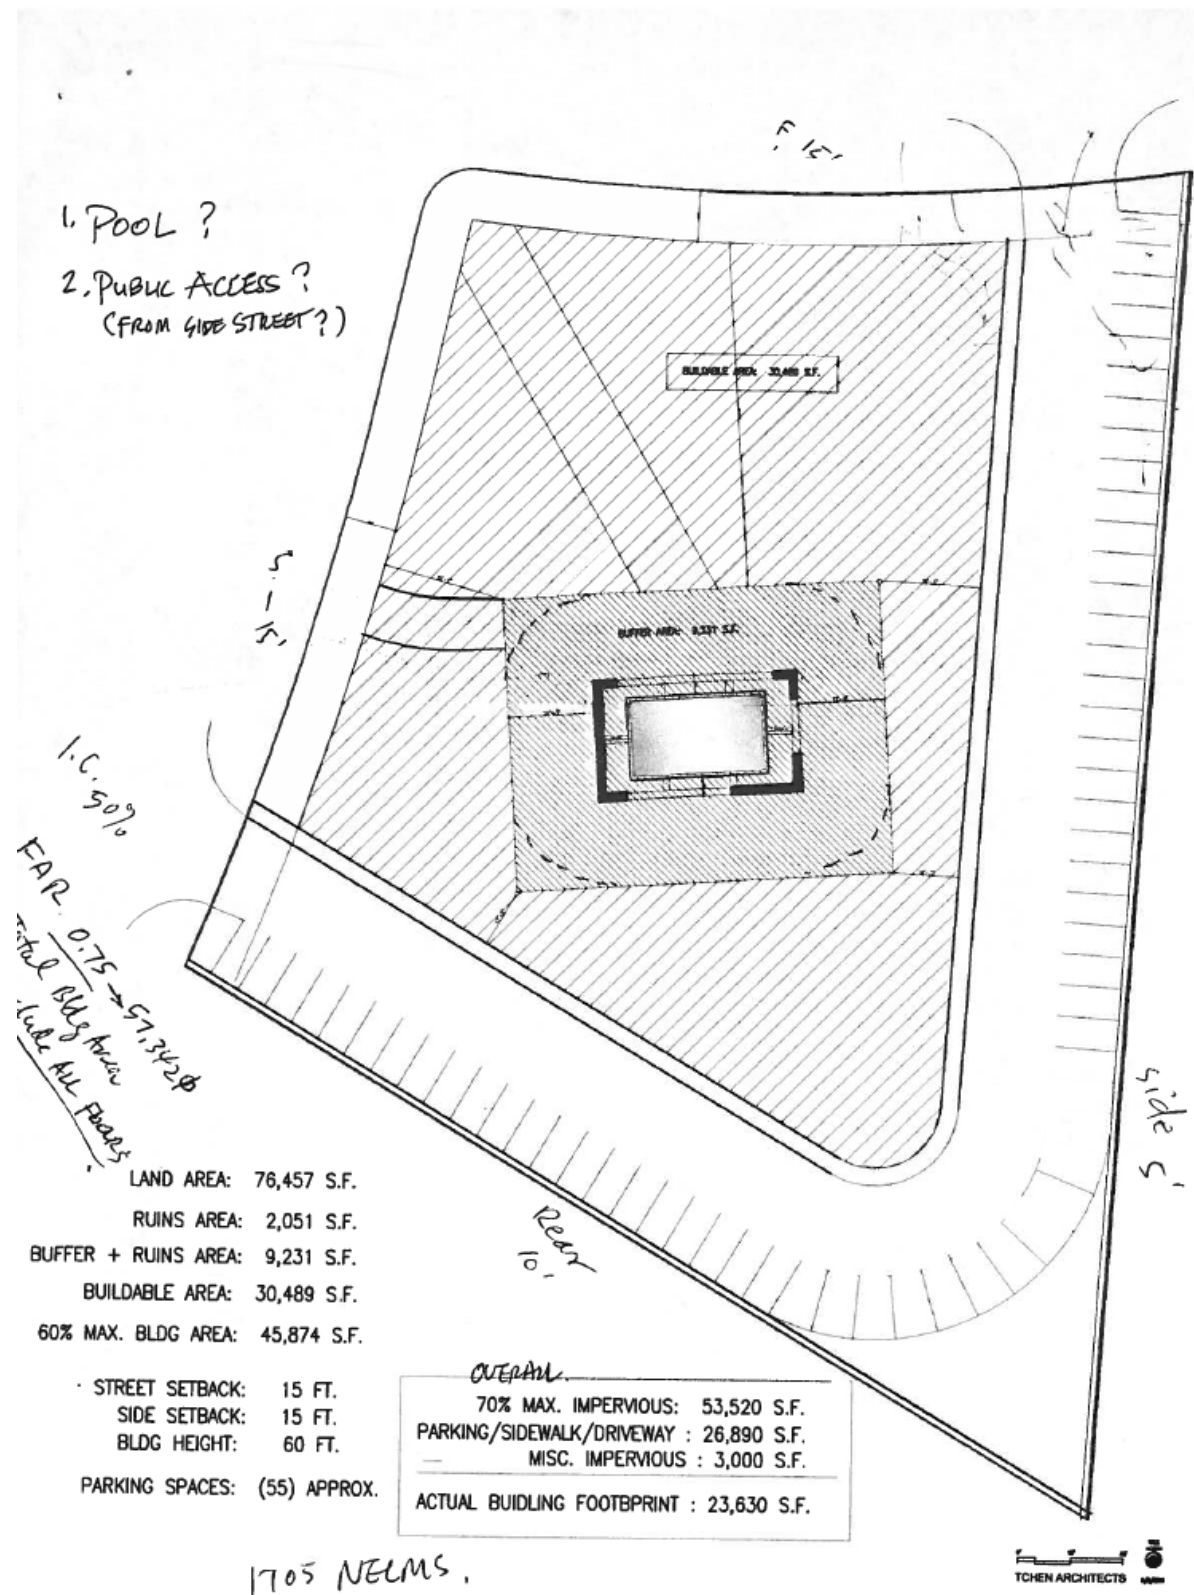 F. 15'
1. POOL ?
2. PUBLIC ACCESS ?
(FROM SIDE STREET ?)
BUILDABLE AREA: 30,489 S.F.
S. - 15'
BUFFER AREA: 9,231 S.F.
I.C. 50%
FAR. 0.75 → 57,342
Total Bldg Area
ALL FLOORS
side 5'
Rear 10'
LAND AREA: 76,457 S.F.
RUINS AREA: 2,051 S.F.
BUFFER + RUINS AREA: 9,231 S.F.
BUILDABLE AREA: 30,489 S.F.
60% MAX. BLDG AREA: 45,874 S.F.
STREET SETBACK: 15 FT.
SIDE SETBACK: 15 FT.
BLDG HEIGHT: 60 FT.
PARKING SPACES: (55) APPROX.
OVERALL
70% MAX. IMPERVIOUS: 53,520 S.F.
PARKING/SIDEWALK/DRIVEWAY : 26,890 S.F.
MISC. IMPERVIOUS : 3,000 S.F.
ACTUAL BUIDLING FOOTBPRINT : 23,630 S.F.
1705 NELMS.
TCHEN ARCHITECTS